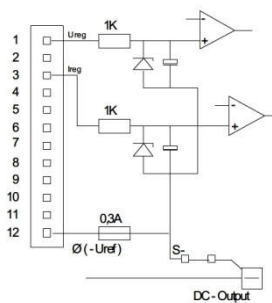 1
2
3
4
5
6
7
8
9
10
11
12
Ureg
1K
-
+
Ireg
1K
-
+
0,3A
Ø (- Uref )
S-
DC - Output